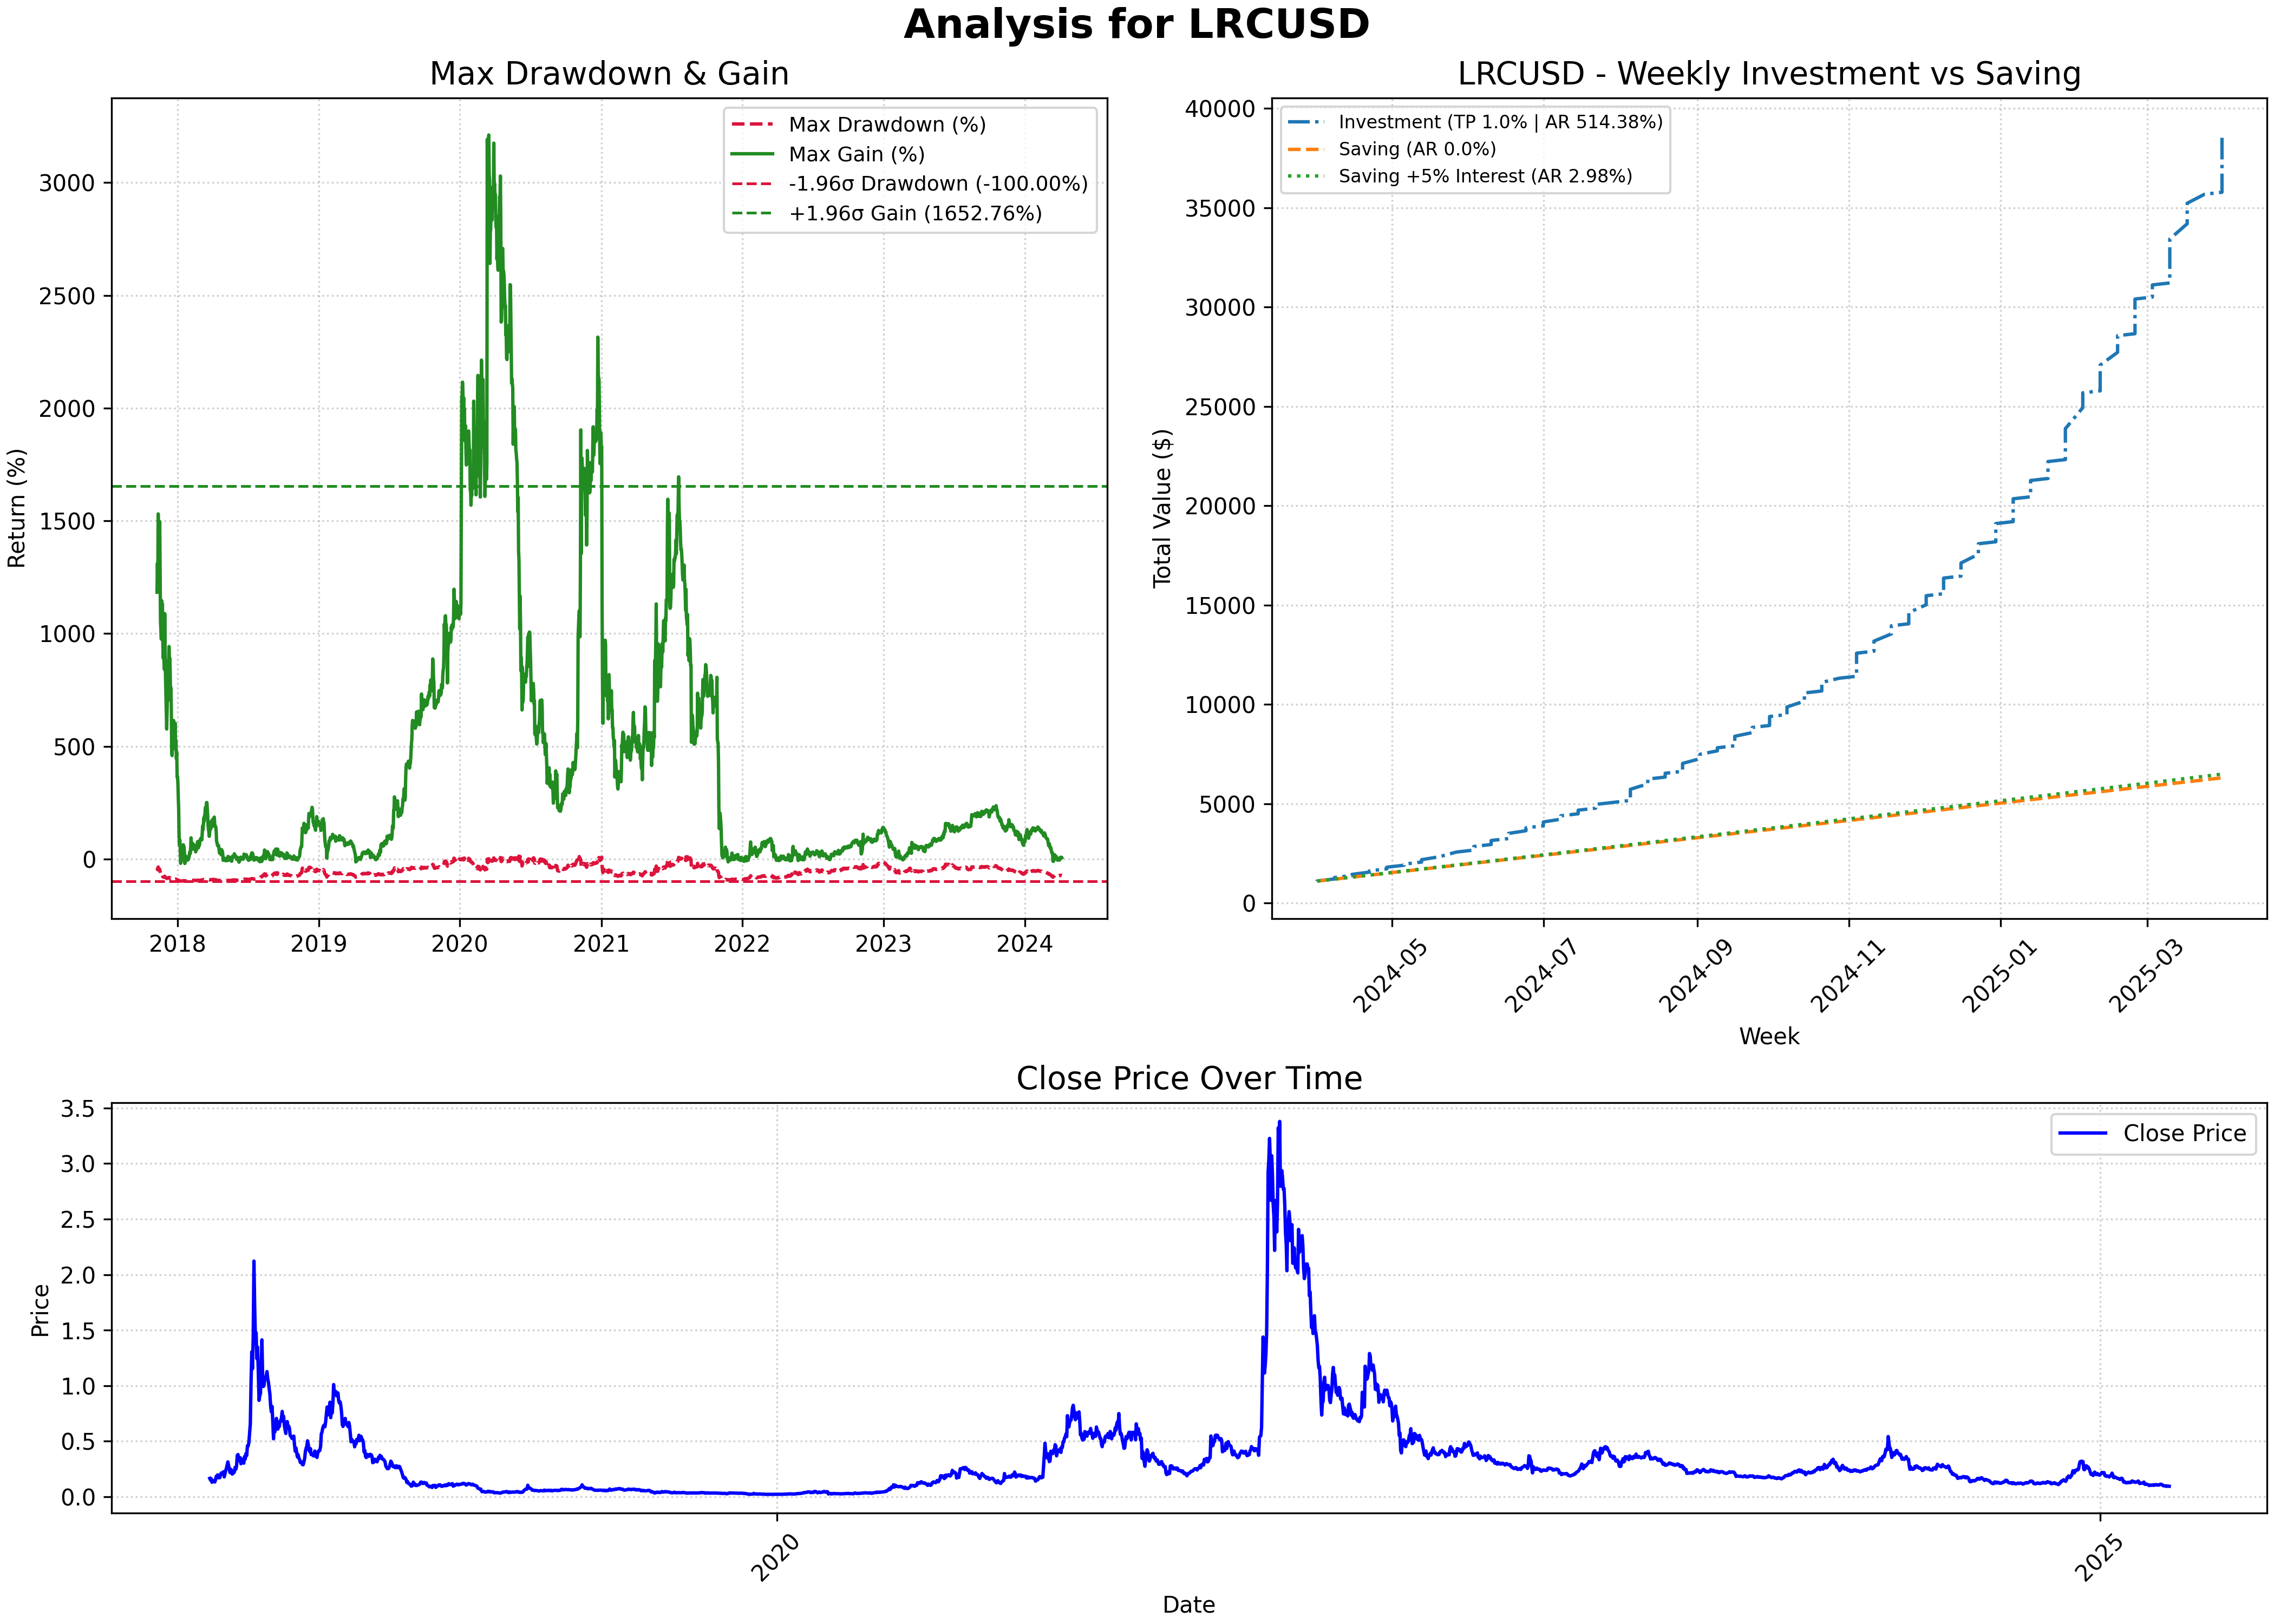 Analysis for LRCUSD
Max Drawdown & Gain
Return (%)
3000
2500
2000
1500
1000
500
0
Max Drawdown (%)
Max Gain (%)
-1.96σ Drawdown (-100.00%)
+1.96σ Gain (1652.76%)
2018 2019 2020 2021 2022 2023 2024
LRCUSD - Weekly Investment vs Saving
Total Value ($)
40000
35000
30000
25000
20000
15000
10000
5000
0
Investment (TP 1.0% | AR 514.38%)
Saving (AR 0.0%)
Saving +5% Interest (AR 2.98%)
2024-05 2024-07 2024-09 2024-11 2025-01 2025-03
Week
Close Price Over Time
Price
3.5
3.0
2.5
2.0
1.5
1.0
0.5
0.0
Close Price
2020 2025
Date